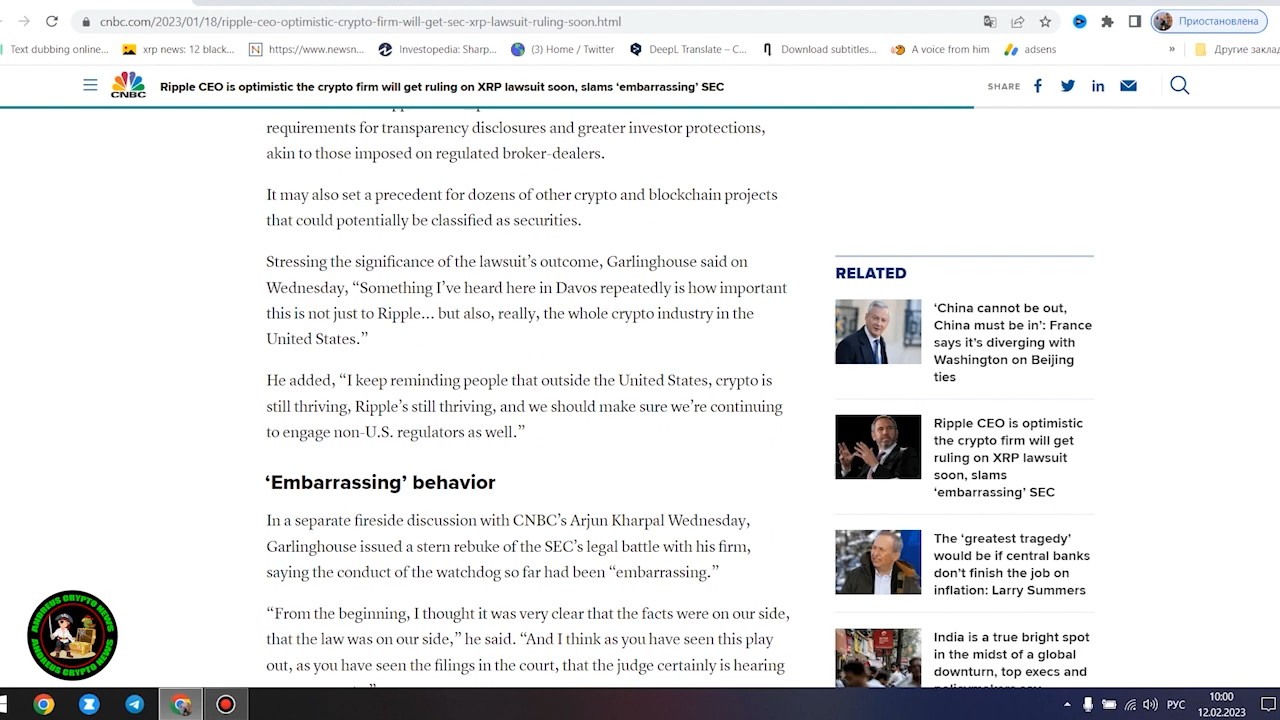 cnbc.com/2023/01/18/ripple-ceo-optimistic-crypto-firm-will-get-sec-xrp-lawsuit-ruling-soon.html
Приостановлена
Text dubbing online...
xrp news: 12 black...
https://www.newsn...
Investopedia: Sharp...
(3) Home / Twitter
DeepL Translate – C...
Download subtitles...
A voice from him
adsens
»
Другие закла
CNBC
Ripple CEO is optimistic the crypto firm will get ruling on XRP lawsuit soon, slams ‘embarrassing’ SEC
SHARE
requirements for transparency disclosures and greater investor protections,
akin to those imposed on regulated broker-dealers.
It may also set a precedent for dozens of other crypto and blockchain projects
that could potentially be classified as securities.
Stressing the significance of the lawsuit’s outcome, Garlinghouse said on
Wednesday, “Something I’ve heard here in Davos repeatedly is how important
this is not just to Ripple… but also, really, the whole crypto industry in the
United States.”
He added, “I keep reminding people that outside the United States, crypto is
still thriving, Ripple’s still thriving, and we should make sure we’re continuing
to engage non-U.S. regulators as well.”
‘Embarrassing’ behavior
In a separate fireside discussion with CNBC’s Arjun Kharpal Wednesday,
Garlinghouse issued a stern rebuke of the SEC’s legal battle with his firm,
saying the conduct of the watchdog so far had been “embarrassing.”
“From the beginning, I thought it was very clear that the facts were on our side,
that the law was on our side,” he said. “And I think as you have seen this play
out, as you have seen the filings in the court, that the judge certainly is hearing
RELATED
‘China cannot be out,
China must be in’: France
says it’s diverging with
Washington on Beijing
ties
Ripple CEO is optimistic
the crypto firm will get
ruling on XRP lawsuit
soon, slams
‘embarrassing’ SEC
The ‘greatest tragedy’
would be if central banks
don’t finish the job on
inflation: Larry Summers
India is a true bright spot
in the midst of a global
downturn, top execs and
ANDREUS CRYPTO NEWS
ANDREUS CRYPTO NEWS
РУС
10:00
12.02.2023